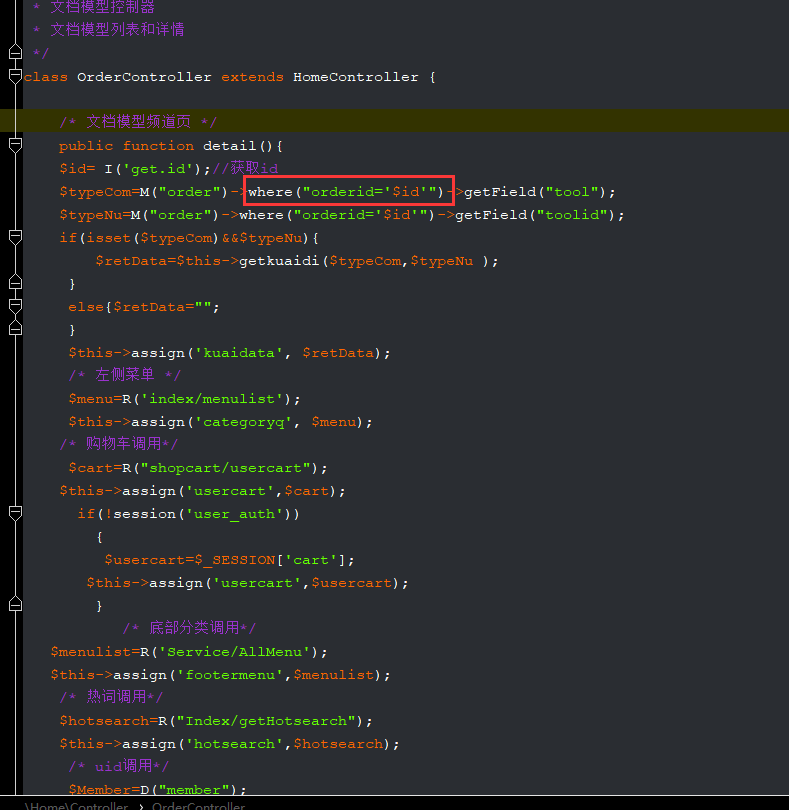 * 文档模型控制器
* 文档模型列表和详情
*/
class OrderController extends HomeController {
/* 文档模型频道页 */
public function detail(){
$id= I('get.id');//获取id
$typeCom=M("order")->where("orderid='$id'")->getField("tool");
$typeNu=M("order")->where("orderid='$id'")->getField("toolid");
if(isset($typeCom)&&$typeNu){
$retData=$this->getkuaidi($typeCom,$typeNu );
}
else{$retData="";
}
$this->assign('kuaidata', $retData);
/* 左侧菜单 */
$menu=R('index/menulist');
$this->assign('categoryq', $menu);
/* 购物车调用*/
$cart=R("shopcart/usercart");
$this->assign('usercart',$cart);
if(!session('user_auth'))
{
$usercart=$_SESSION['cart'];
$this->assign('usercart',$usercart);
}
/* 底部分类调用*/
$menulist=R('Service/AllMenu');
$this->assign('footermenu',$menulist);
/* 热词调用*/
$hotsearch=R("Index/getHotsearch");
$this->assign('hotsearch',$hotsearch);
/* uid调用*/
$Member=D("member");
\Home\Controller › OrderController